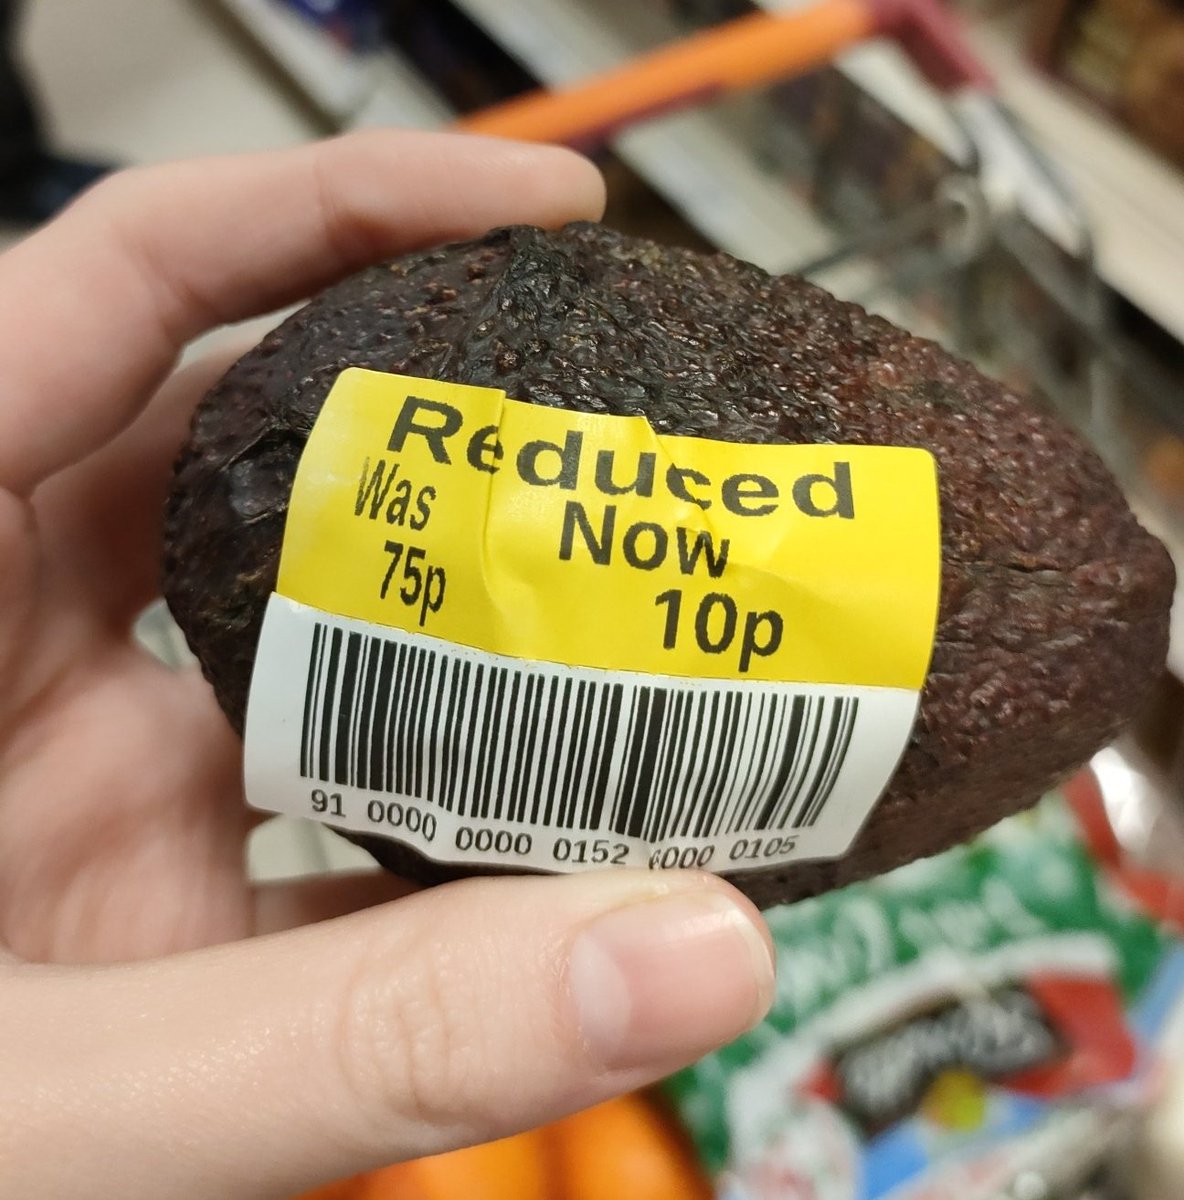 Reduced
Was Now
75p 10p
91 0000 0000 0152 6000 0105